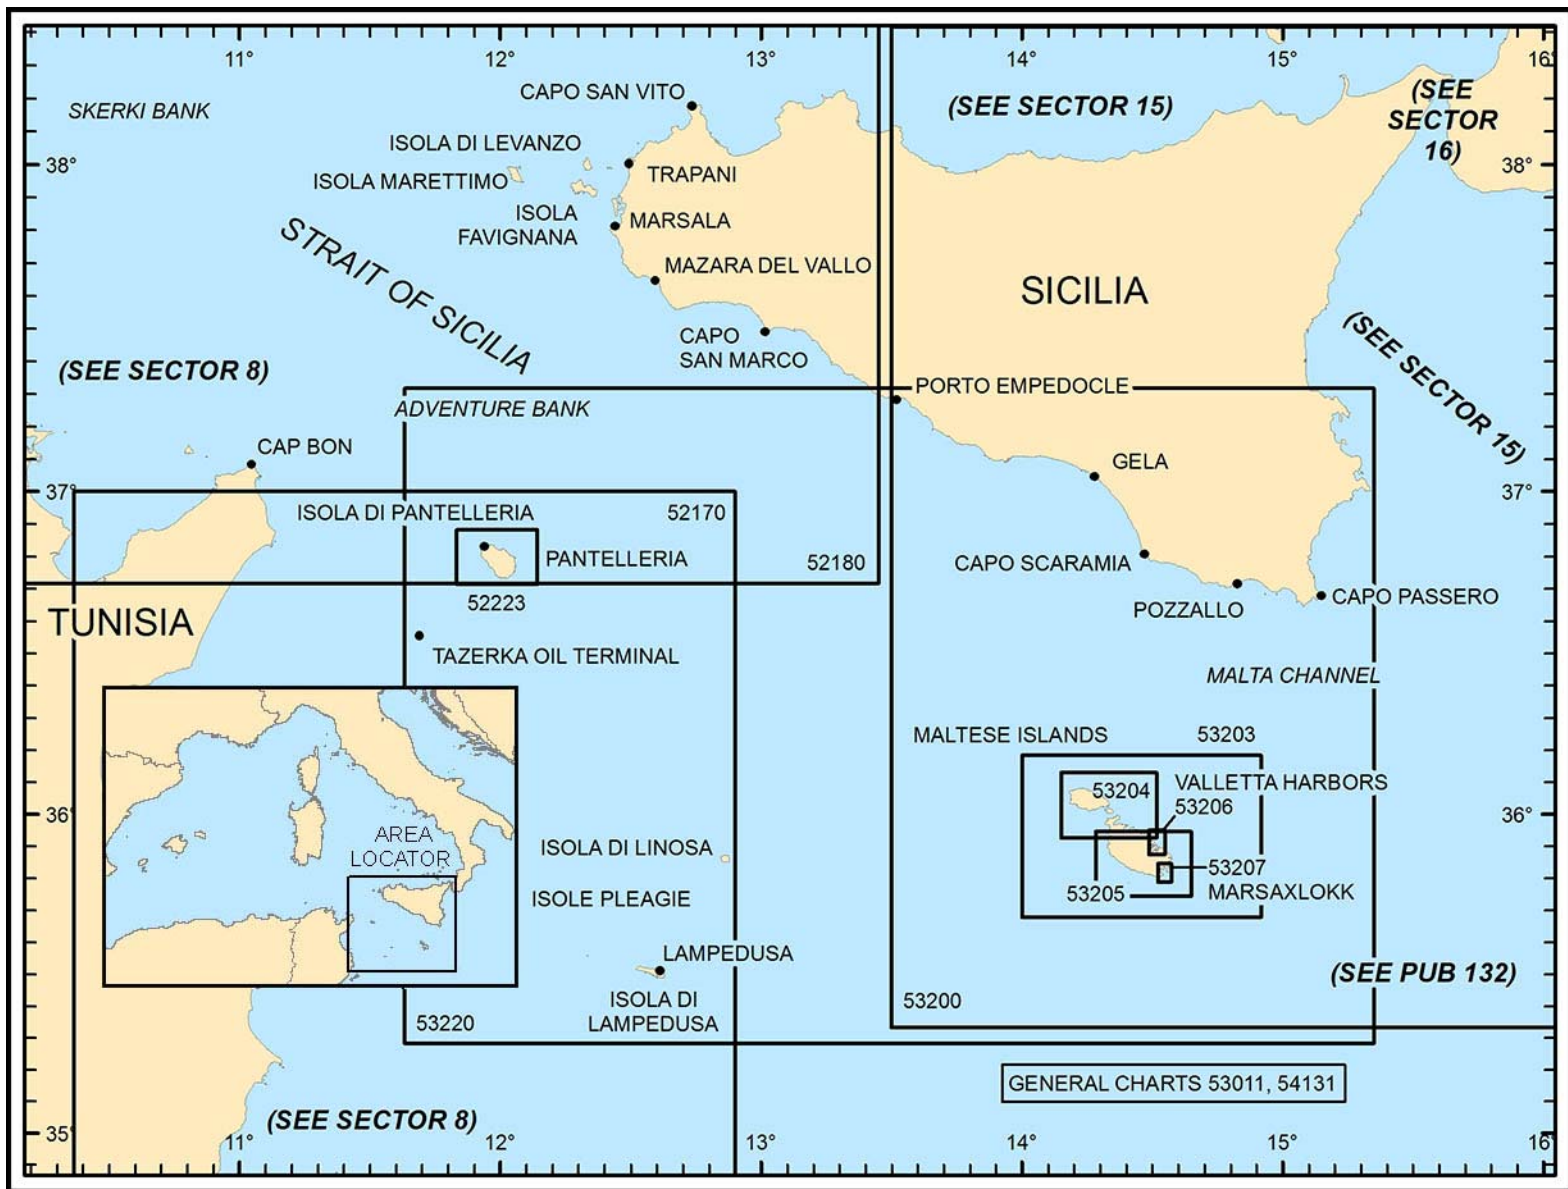 11°
12°
13°
14°
15°
16°
SKERKI BANK
CAPO SAN VITO
(SEE SECTOR 15)
(SEE
SECTOR
16)
ISOLA DI LEVANZO
38°
ISOLA MARETTIMO
TRAPANI
38°
ISOLA
FAVIGNANA
MARSALA
STRAIT OF SICILIA
MAZARA DEL VALLO
SICILIA
CAPO
SAN MARCO
(SEE SECTOR 15)
(SEE SECTOR 8)
PORTO EMPEDOCLE
ADVENTURE BANK
CAP BON
GELA
37°
37°
ISOLA DI PANTELLERIA
52170
PANTELLERIA
52180
CAPO SCARAMIA
52223
POZZALLO
CAPO PASSERO
TUNISIA
TAZERKA OIL TERMINAL
MALTA CHANNEL
MALTESE ISLANDS
53203
53204
VALLETTA HARBORS
53206
36°
36°
AREA
LOCATOR
ISOLA DI LINOSA
53207
53205
MARSAXLOKK
ISOLE PLEAGIE
LAMPEDUSA
(SEE PUB 132)
ISOLA DI
LAMPEDUSA
53200
53220
GENERAL CHARTS 53011, 54131
(SEE SECTOR 8)
35°
35°
11°
12°
13°
14°
15°
16°